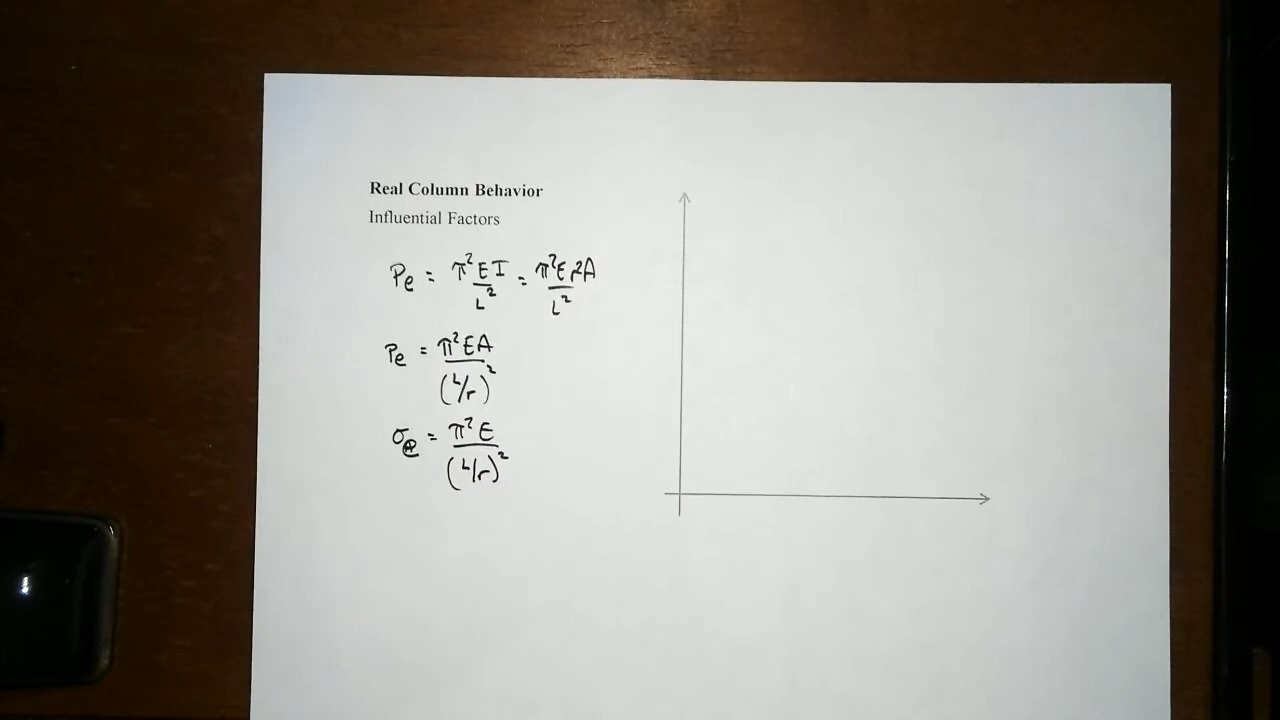 Real Column Behavior
Influential Factors
Pe = π²EI/L² = π²Er²A/L²
Pe = π²EA/(L/r)²
σe = π²E/(L/r)²